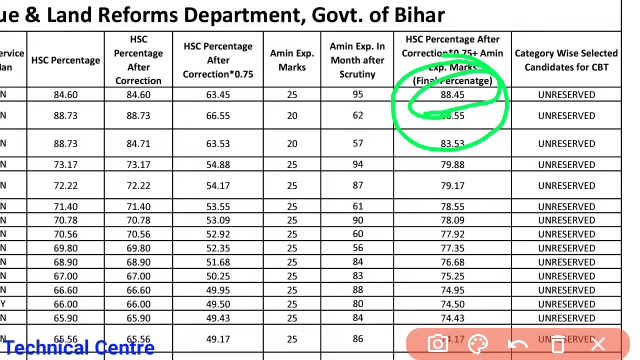 ue & Land Reforms Department, Govt. of Bihar
ervice
lan HSC Percentage HSC Percentage After Correction HSC Percentage After Correction*0.75 Amin Exp. Marks Amin Exp. In Month after Scrutiny HSC Percentage After Correction*0.75+ Amin Exp. Marks (Final Percenatge) Category Wise Selected Candidates for CBT
N 84.60 84.60 63.45 25 95 88.45 UNRESERVED
N 88.73 88.73 66.55 20 62 .55 UNRESERVED
N 88.73 84.71 63.53 20 57 83.53 UNRESERVED
N 73.17 73.17 54.88 25 94 79.88 UNRESERVED
N 72.22 72.22 54.17 25 87 79.17 UNRESERVED
N 71.40 71.40 53.55 25 61 78.55 UNRESERVED
N 70.78 70.78 53.09 25 90 78.09 UNRESERVED
N 70.56 70.56 52.92 25 60 77.92 UNRESERVED
N 69.80 69.80 52.35 25 56 77.35 UNRESERVED
N 68.90 68.90 51.68 25 84 76.68 UNRESERVED
N 67.00 67.00 50.25 25 83 75.25 UNRESERVED
N 66.60 66.60 49.95 25 88 74.95 UNRESERVED
Y 66.00 66.00 49.50 25 80 74.50 UNRESERVED
N 65.90 65.90 49.43 25 84 74.43 UNRESERVED
N 65.56 65.56 49.17 25 86 4.17 UNRESERVED
Technical Centre